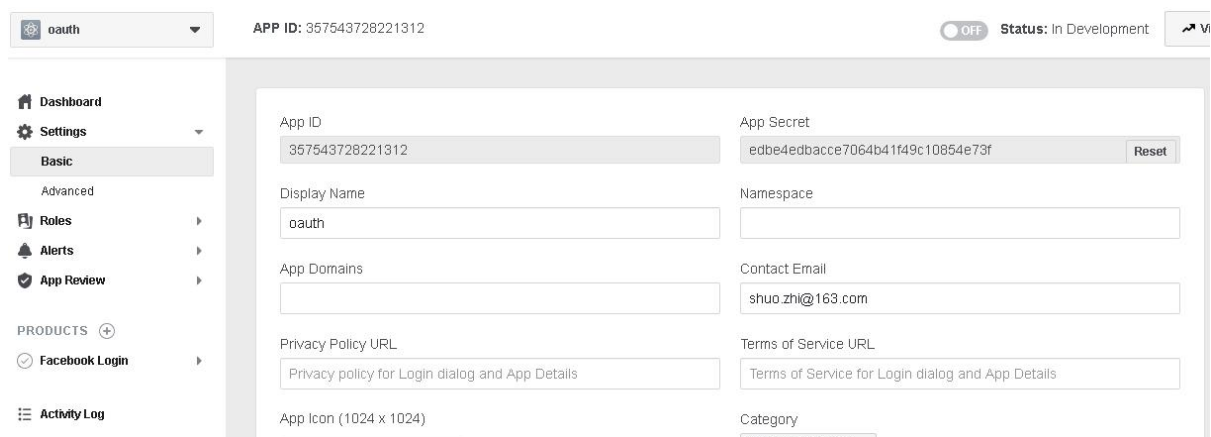 oauth
APP ID: 357543728221312
OFF
Status: In Development
Dashboard
Settings
Basic
Advanced
Roles
Alerts
App Review
PRODUCTS
Facebook Login
Activity Log
App ID
App Secret
357543728221312
edbe4edbacce7064b41f49c10854e73f
Reset
Display Name
Namespace
oauth
App Domains
Contact Email
shuo.zhi@163.com
Privacy Policy URL
Terms of Service URL
Privacy policy for Login dialog and App Details
Terms of Service for Login dialog and App Details
App Icon (1024 x 1024)
Category